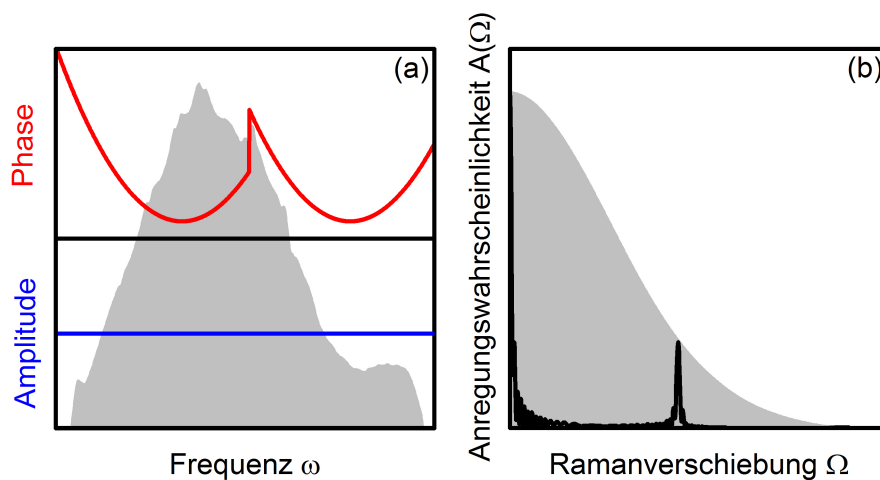 (a)
Phase
Amplitude
Frequenz ω
(b)
Anregungswahrscheinlichkeit A(Ω)
Ramanverschiebung Ω